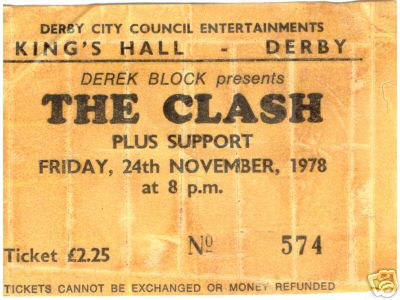 DERBY CITY COUNCIL ENTERTAINMENTS
KING'S HALL - DERBY
DEREK BLOCK presents
THE CLASH
PLUS SUPPORT
FRIDAY, 24th NOVEMBER, 1978
at 8 p.m.
Ticket £2.25 Nº 574
TICKETS CANNOT BE EXCHANGED OR MONEY REFUNDED